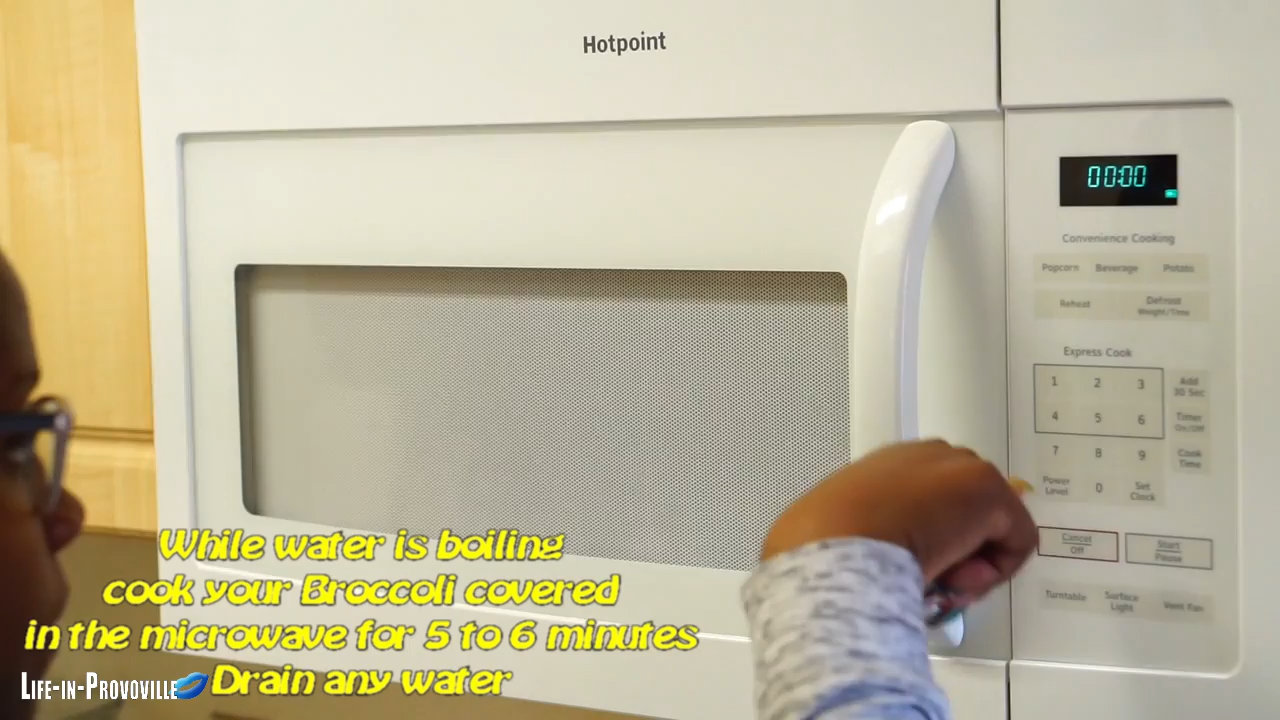 Hotpoint
00:00
Convenience Cooking
Popcorn Beverage Potato
Reheat Defrost
Weight/Time
Express Cook
1 2 3 Add
30 Sec
4 5 6 Timer
On/Off
7 8 9 Cook
Time
Power
Level 0 Set
Clock
Cancel
Off
Start
Pause
Turntable Surface
Light Vent Fan
While water is boiling
cook your Broccoli covered
in the microwave for 5 to 6 minutes
Drain any water
Life-in-Provoville